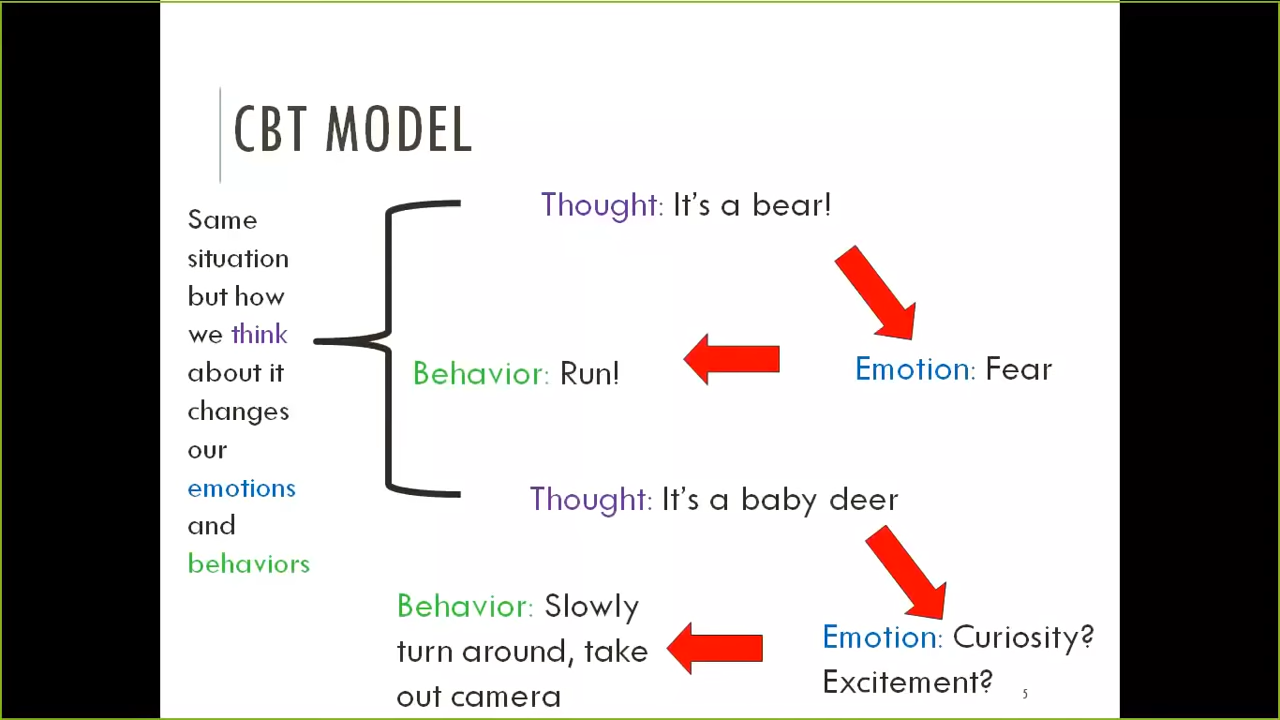 CBT MODEL
Same
situation
but how
we think
about it
changes
our
emotions
and
behaviors
Thought: It's a bear!
Emotion: Fear
Behavior: Run!
Thought: It's a baby deer
Emotion: Curiosity?
Excitement?
Behavior: Slowly
turn around, take
out camera
5